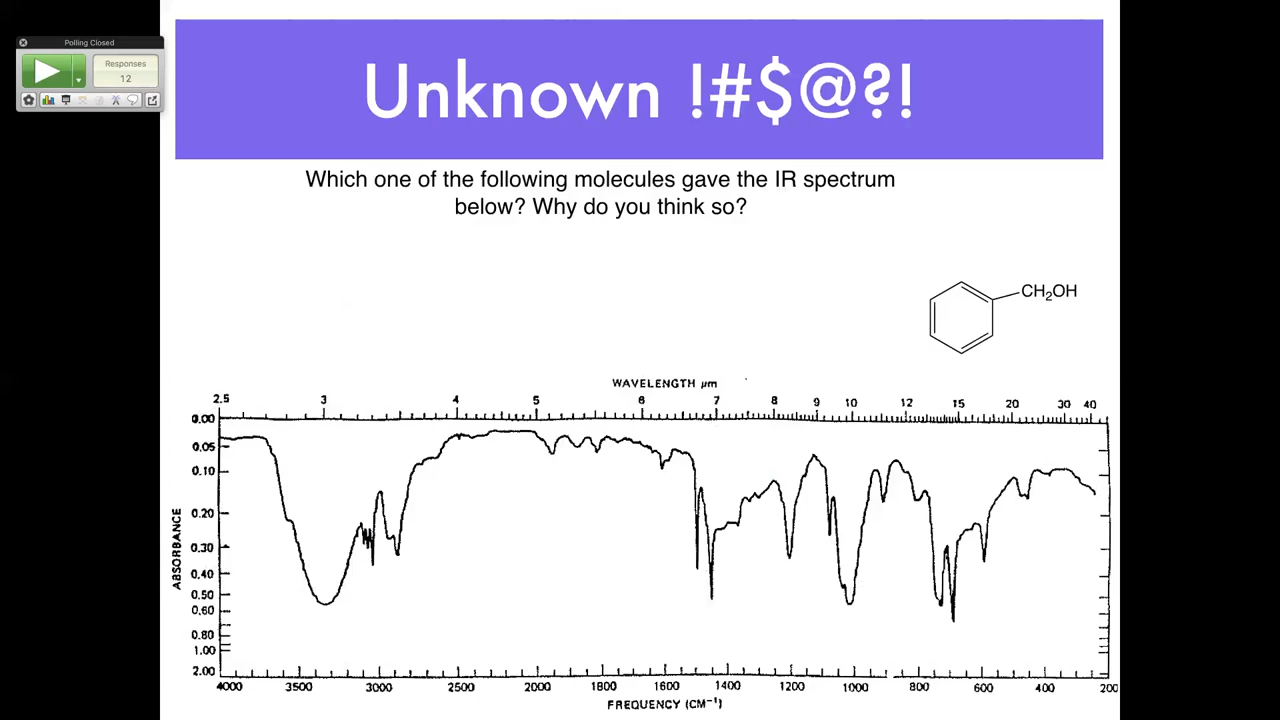 Polling Closed
Responses
12
Unknown !#$@?!
Which one of the following molecules gave the IR spectrum
below? Why do you think so?
CH2OH
WAVELENGTH μm
2.5 3 4 5 6 7 8 9 10 12 15 20 30 40
0.00
0.05
0.10
0.20
0.30
0.40
0.50
0.60
0.80
1.00
2.00
ABSORBANCE
4000 3500 3000 2500 2000 1800 1600 1400 1200 1000 800 600 400 200
FREQUENCY (CM⁻¹)